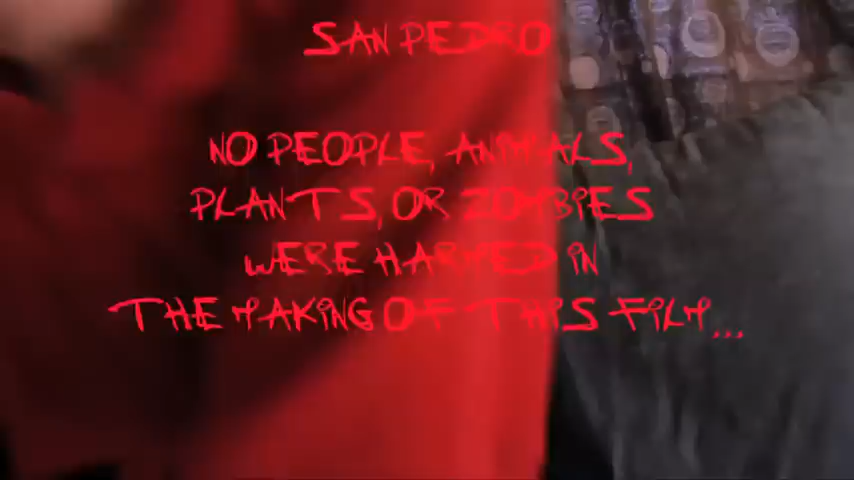 SAN PEDRO
NO PEOPLE, ANIMALS,
PLANTS, OR ZOMBIES
WERE HARMED IN
THE MAKING OF THIS FILM...